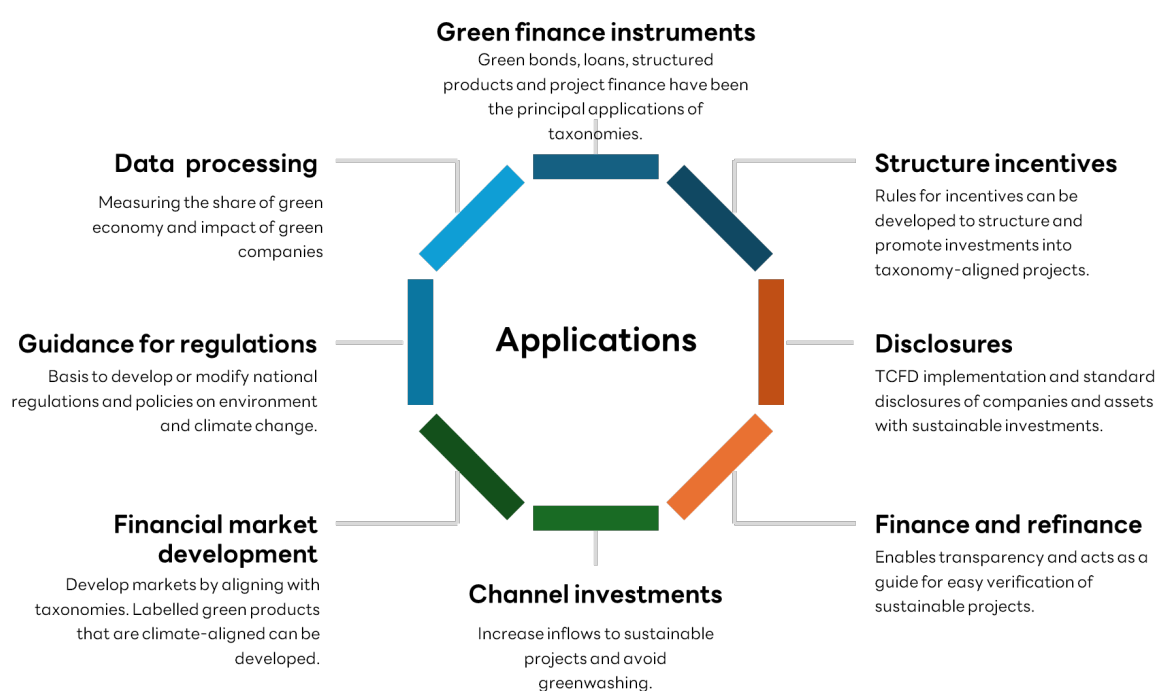 Green finance instruments
Green bonds, loans, structured
products and project finance have been
the principal applications of
taxonomies.
Structure incentives
Rules for incentives can be
developed to structure and
promote investments into
taxonomy-aligned projects.
Disclosures
TCFD implementation and standard
disclosures of companies and assets
with sustainable investments.
Finance and refinance
Enables transparency and acts as a
guide for easy verification of
sustainable projects.
Channel investments
Increase inflows to sustainable
projects and avoid
greenwashing.
Financial market
development
Develop markets by aligning with
taxonomies. Labelled green products
that are climate-aligned can be
developed.
Guidance for regulations
Basis to develop or modify national
regulations and policies on environment
and climate change.
Data processing
Measuring the share of green
economy and impact of green
companies
Applications